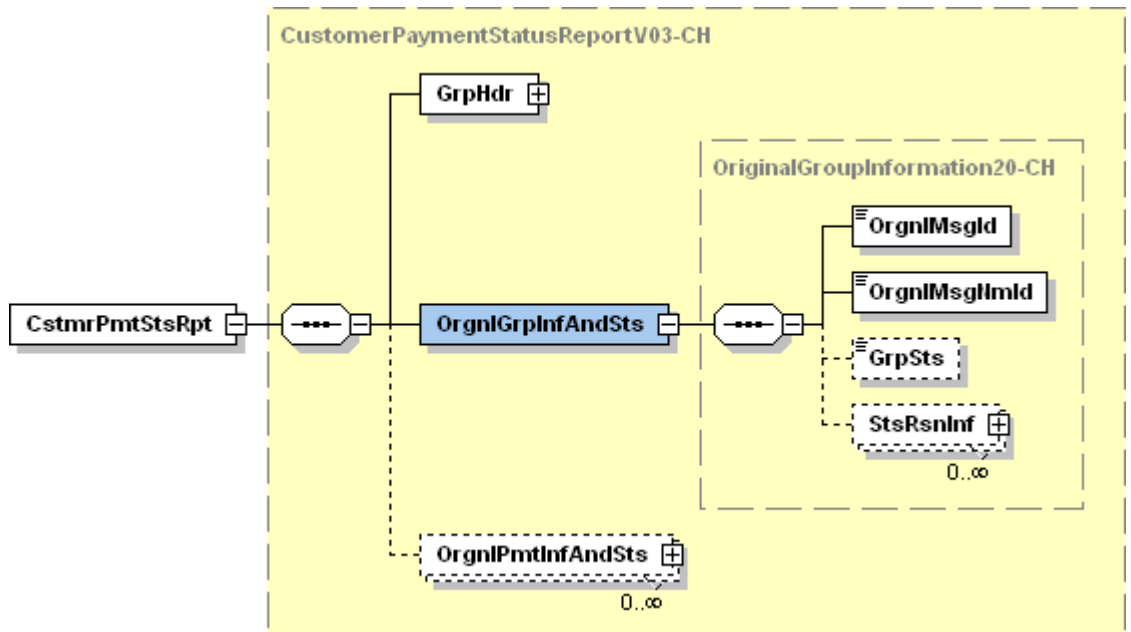 CustomerPaymentStatusReportV03-CH
GrpHdr
OriginalGroupInformation20-CH
OrgnlMsgId
OrgnlMsgNmId
CstmrPmtStsRpt
OrgnlGrpInfAndSts
GrpSts
StsRsnInf
0..∞
OrgnlPmtInfAndSts
0..∞